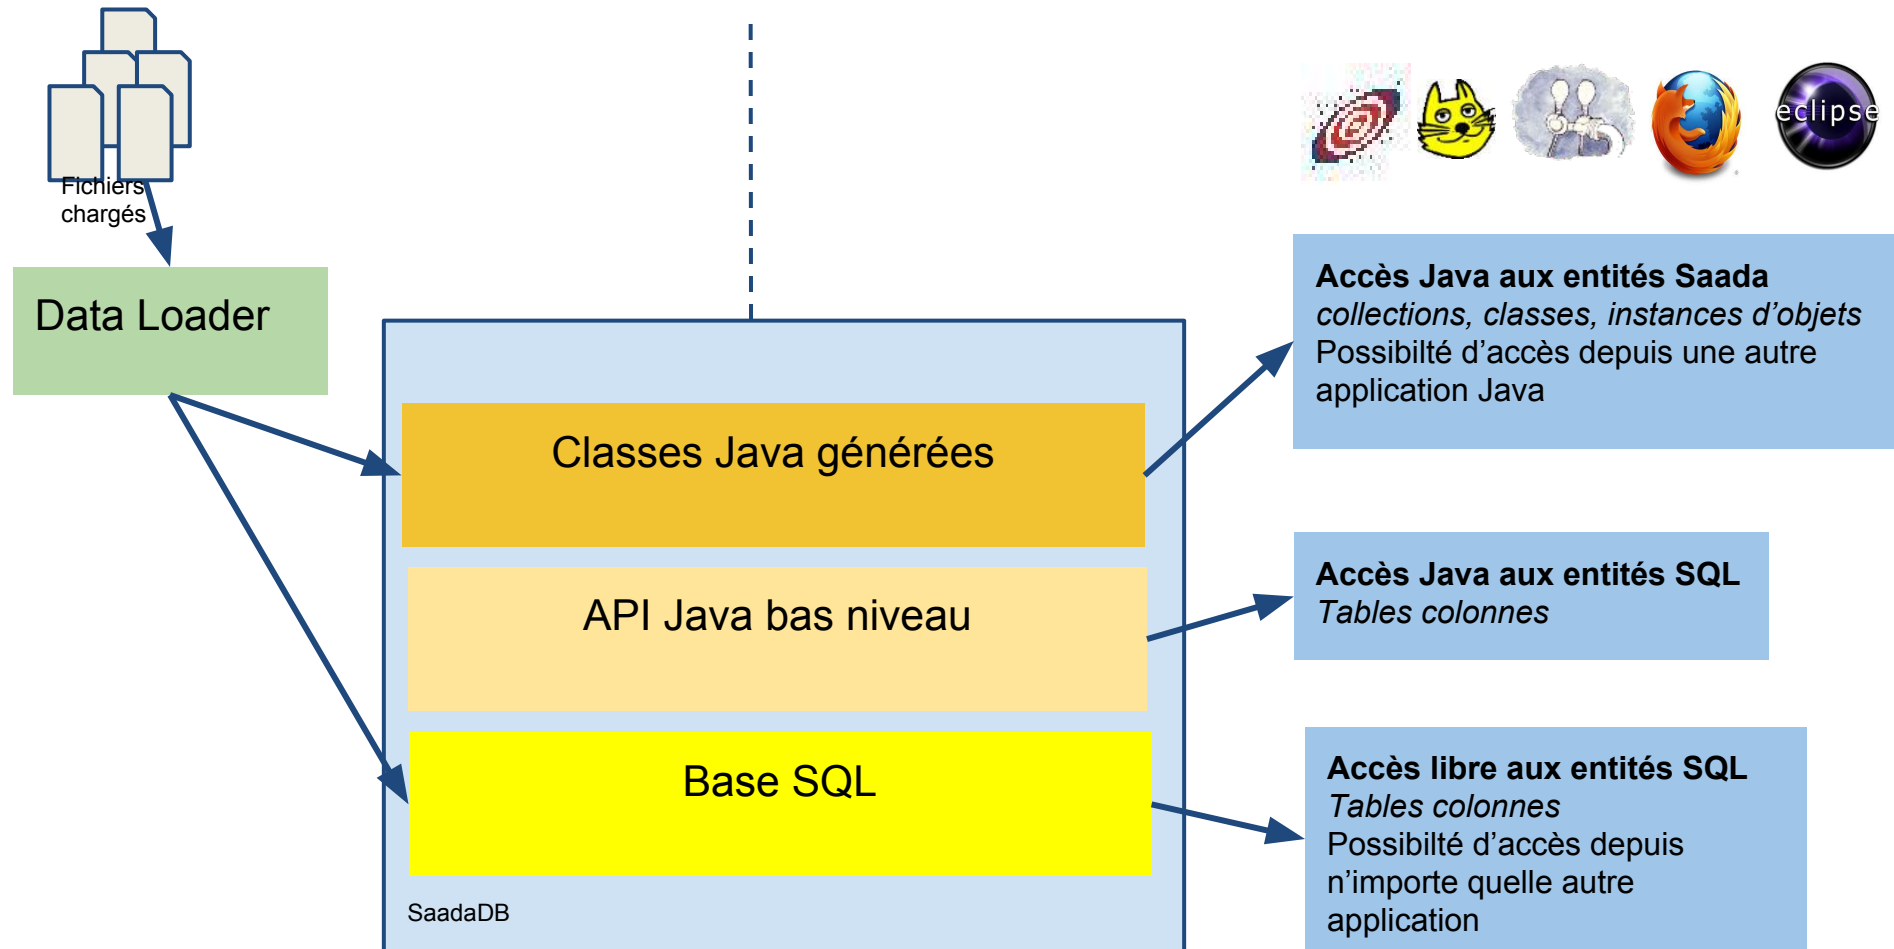 Fichiers
chargés
eclipse
Data Loader
Classes Java générées
API Java bas niveau
Base SQL
SaadaDB
Accès Java aux entités Saada
collections, classes, instances d’objets
Possibilté d’accès depuis une autre
application Java
Accès Java aux entités SQL
Tables colonnes
Accès libre aux entités SQL
Tables colonnes
Possibilté d’accès depuis
n’importe quelle autre
application